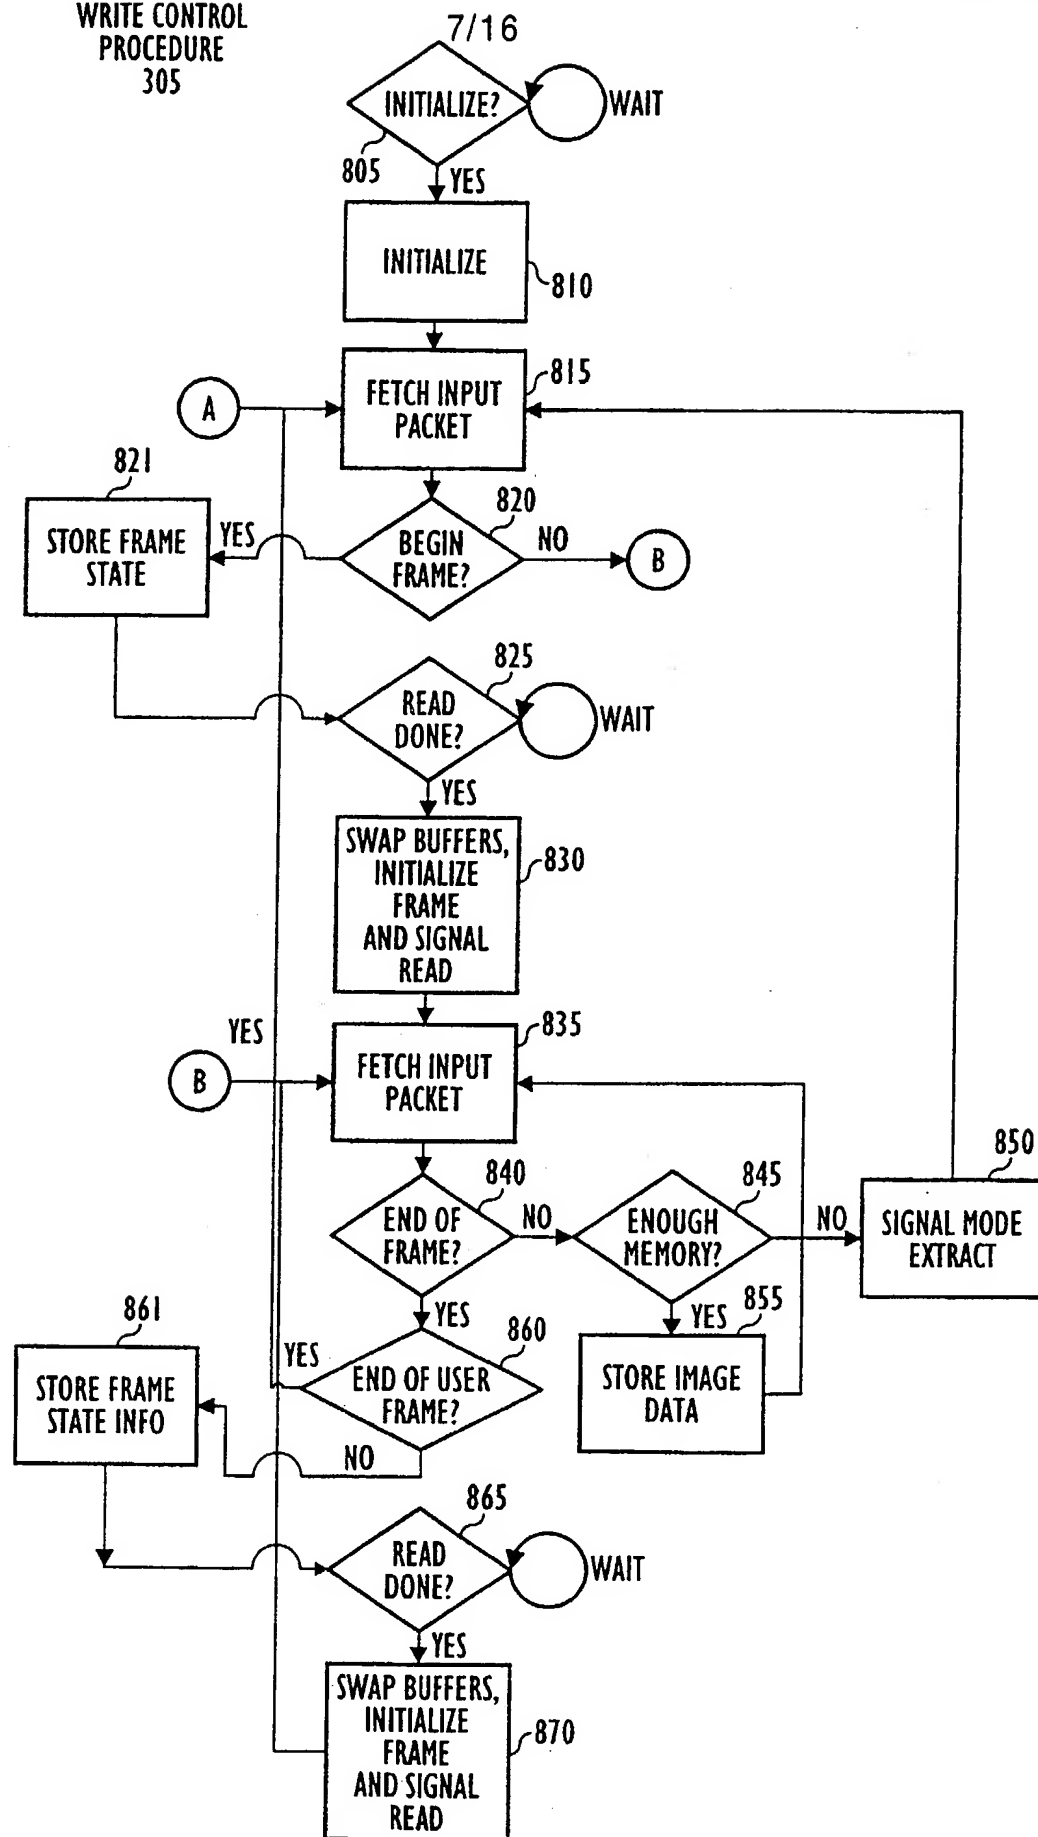 WRITE CONTROL
PROCEDURE
305
7/16
INITIALIZE?
WAIT
805
YES
INITIALIZE
810
815
FETCH INPUT
PACKET
A
821
820
STORE FRAME
STATE
YES
BEGIN
FRAME?
NO
B
825
READ
DONE?
WAIT
YES
SWAP BUFFERS,
INITIALIZE
FRAME
AND SIGNAL
READ
830
YES
835
B
FETCH INPUT
PACKET
840
845
850
END OF
FRAME?
NO
ENOUGH
MEMORY?
NO
SIGNAL MODE
EXTRACT
YES
860
YES
855
861
STORE FRAME
STATE INFO
YES
END OF USER
FRAME?
STORE IMAGE
DATA
NO
865
READ
DONE?
WAIT
YES
SWAP BUFFERS,
INITIALIZE
FRAME
AND SIGNAL
READ
870